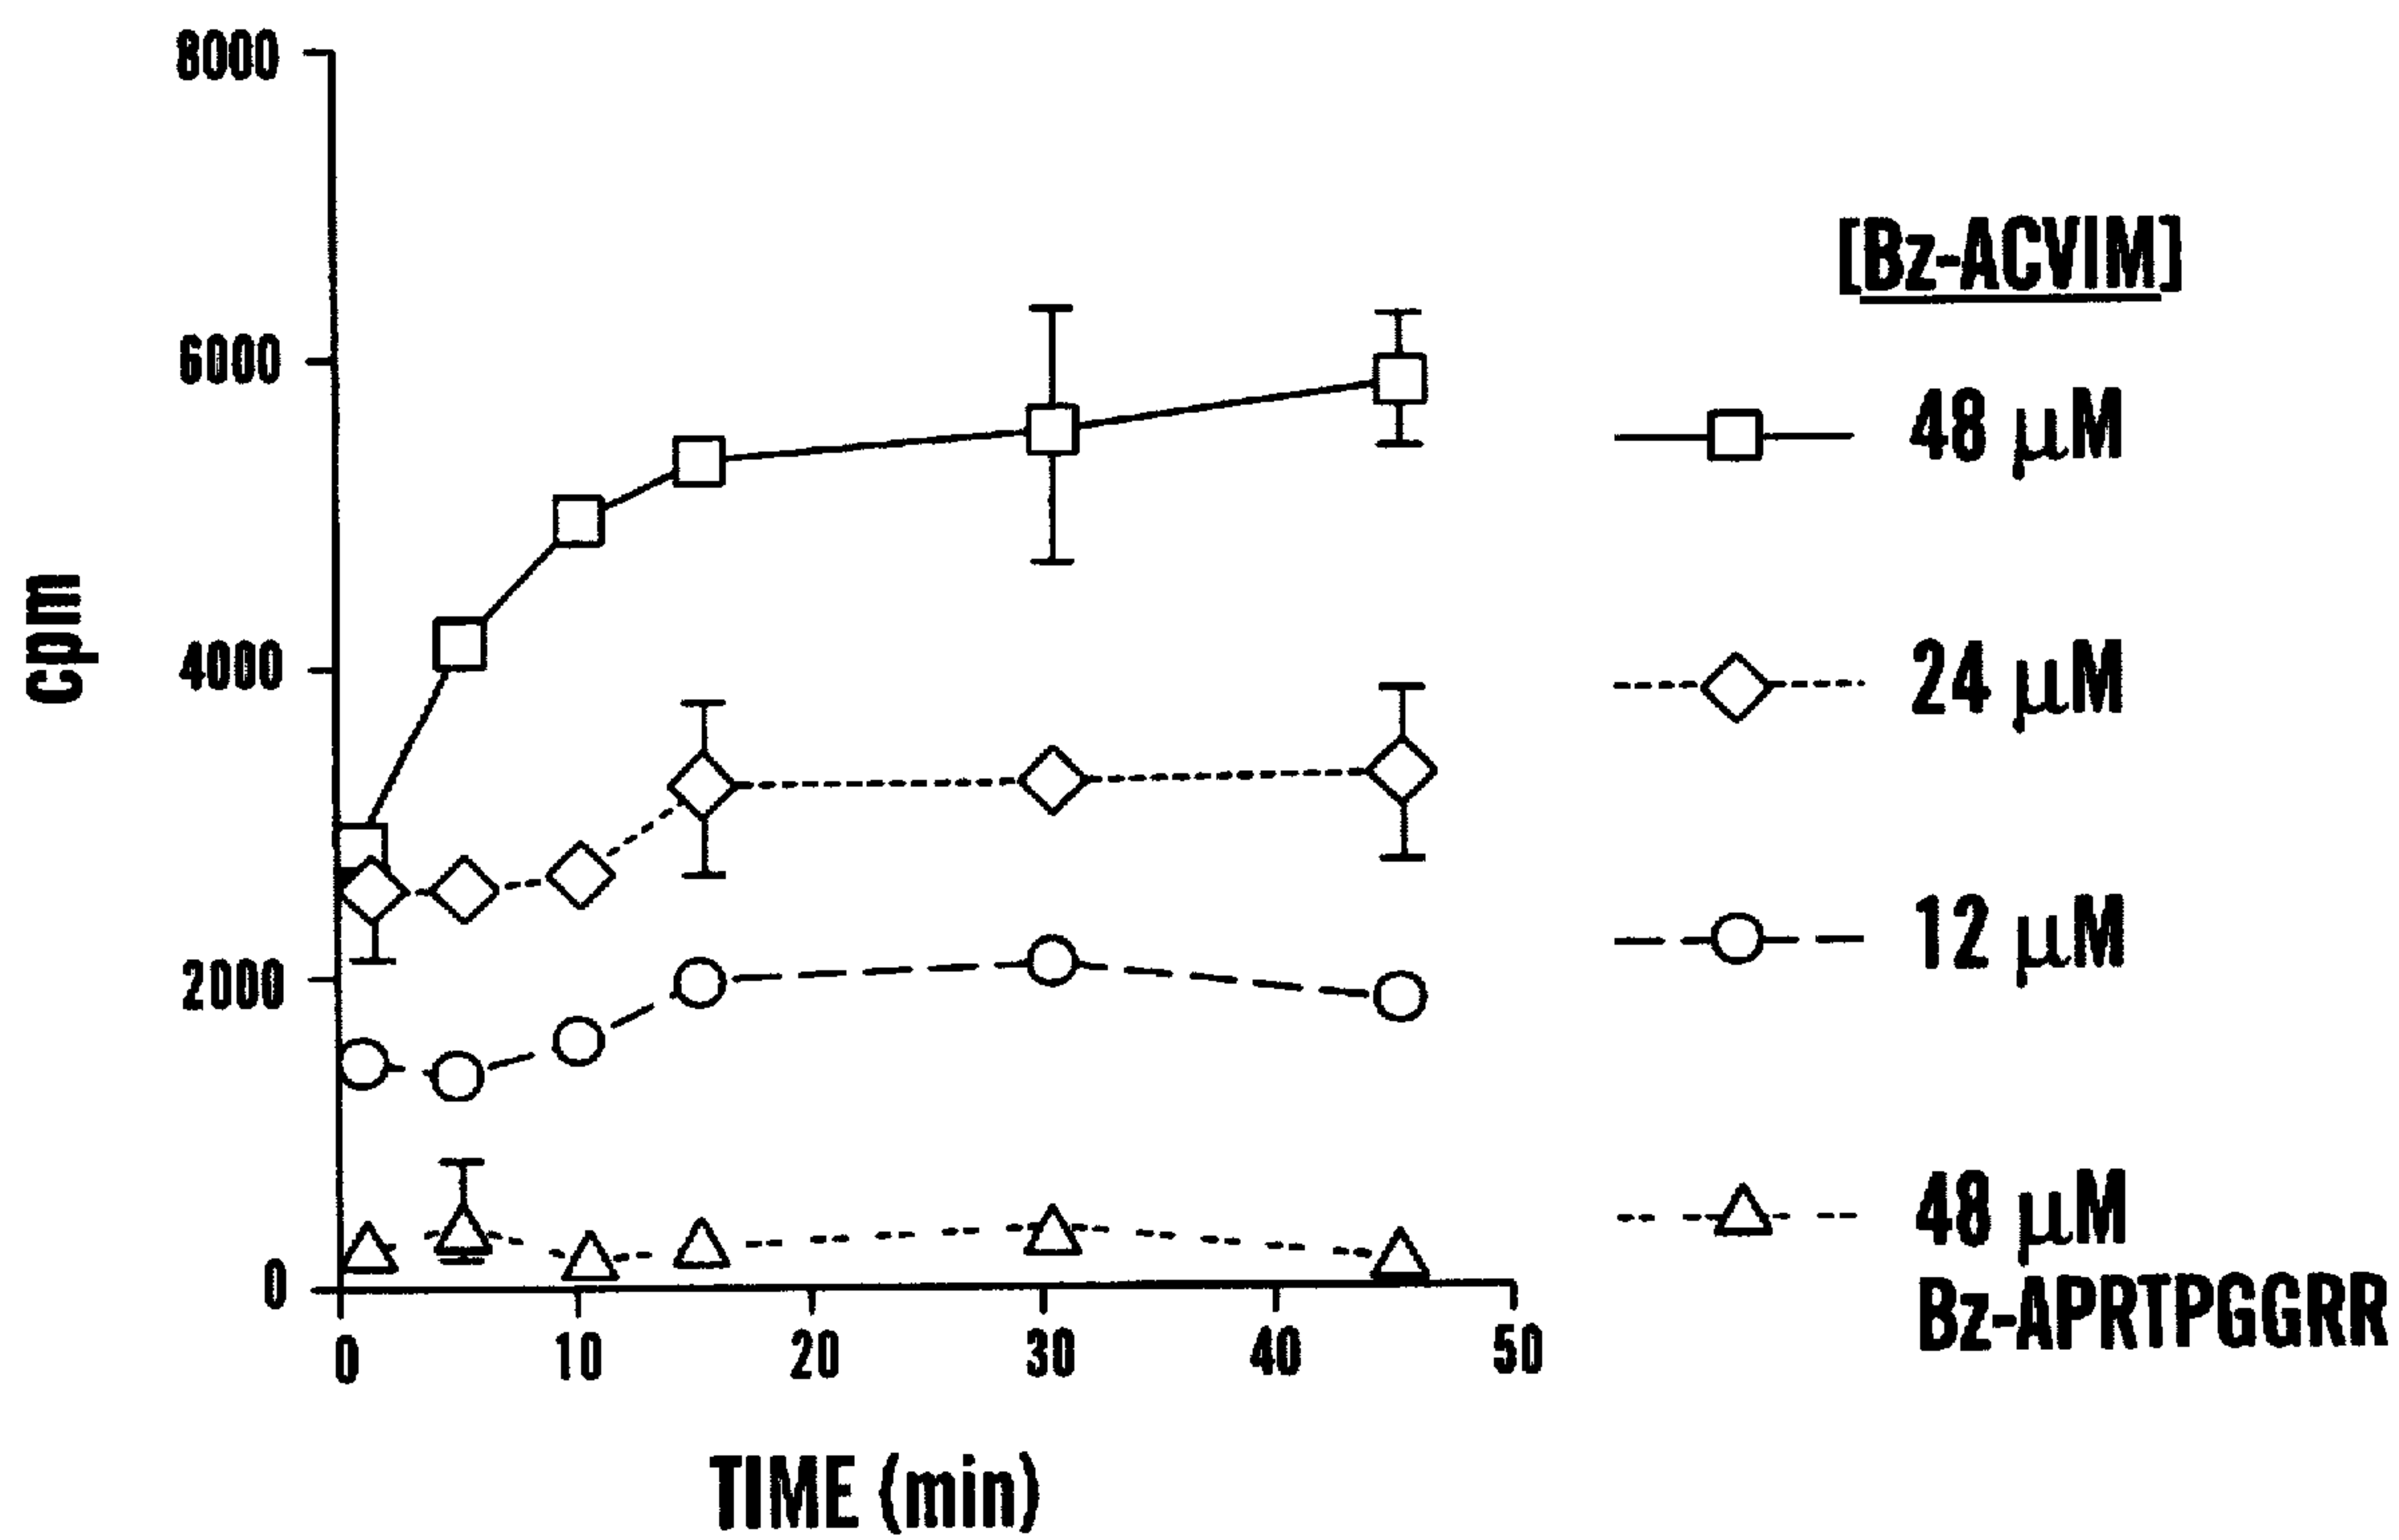 8000
6000
4000
2000
0
cpm
0 10 20 30 40 50
TIME (min)
[Bz-ACVIM]
48 μM
24 μM
12 μM
48 μM
Bz-APRTPGGRR